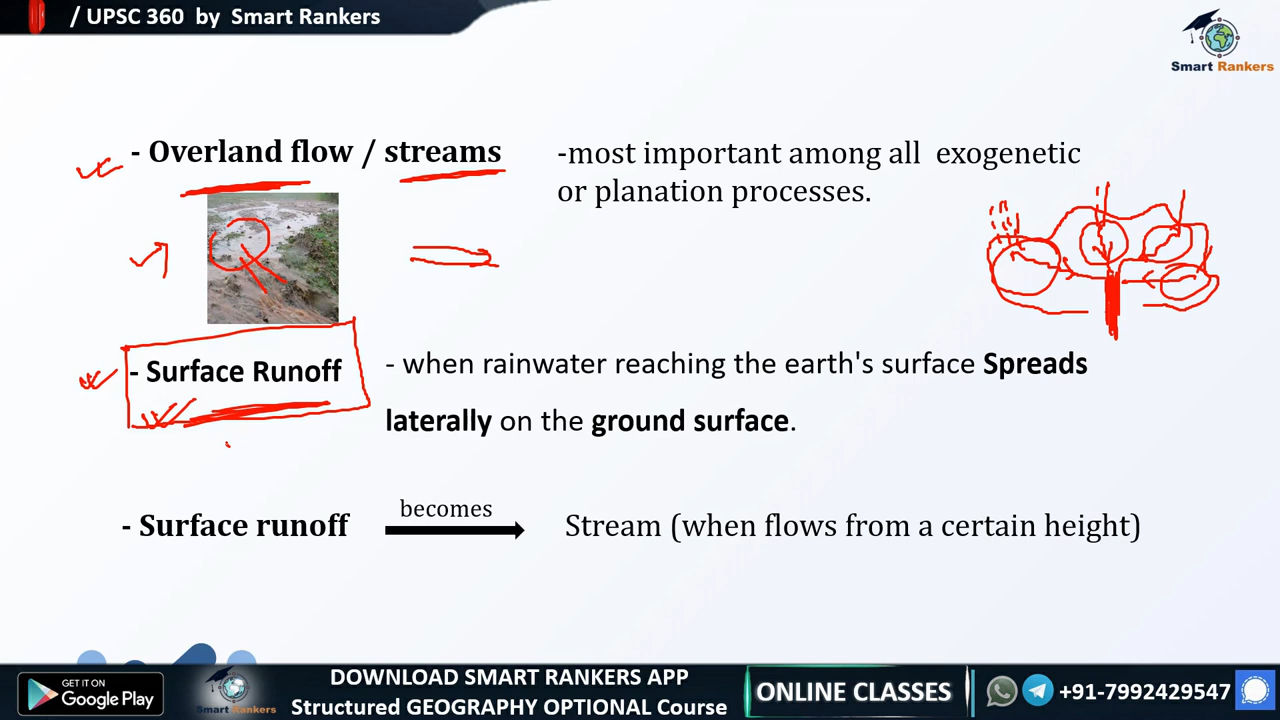 / UPSC 360 by Smart Rankers
Smart Rankers
- Overland flow / streams
-most important among all exogenetic
or planation processes.
- Surface Runoff
- when rainwater reaching the earth's surface Spreads
laterally on the ground surface.
- Surface runoff
becomes
Stream (when flows from a certain height)
GET IT ON
Google Play
Smart Rankers
DOWNLOAD SMART RANKERS APP
Structured GEOGRAPHY OPTIONAL Course
ONLINE CLASSES
+91-7992429547